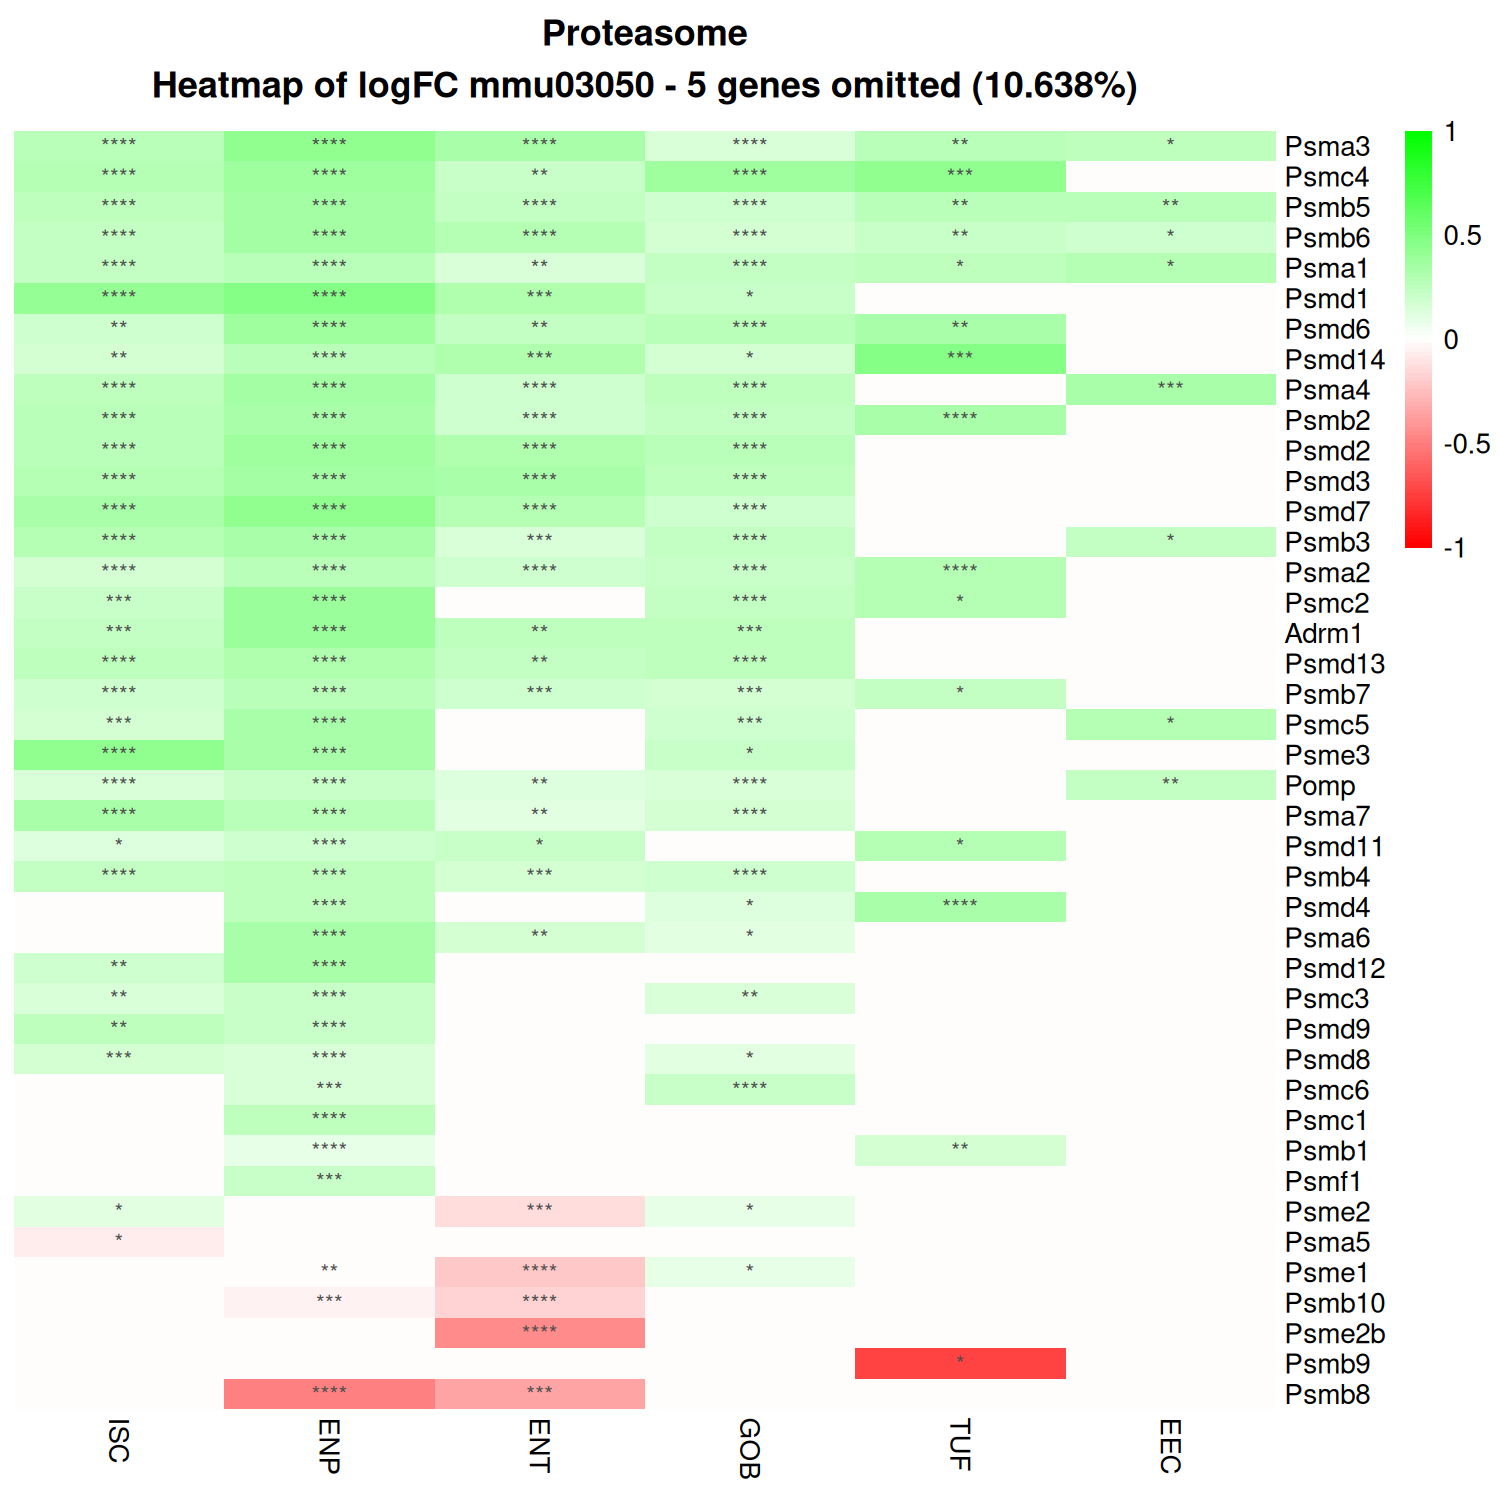 Proteasome
Heatmap of logFC mmu03050 - 5 genes omitted (10.638%)
**** **** **** **** ** * Psma3
**** **** ** **** *** Psmc4
**** **** **** **** ** ** Psmb5
**** **** **** **** ** * Psmb6
**** **** ** **** * * Psma1
**** **** *** * Psmd1
** **** ** **** ** Psmd6
** **** *** * *** Psmd14
**** **** **** **** *** Psma4
**** **** **** **** **** Psmb2
**** **** **** **** Psmd2
**** **** **** **** Psmd3
**** **** **** **** Psmd7
**** **** *** **** * Psmb3
**** **** **** **** **** Psma2
*** **** **** * Psmc2
*** **** ** *** Adrm1
**** **** ** **** Psmd13
**** **** *** *** * Psmb7
*** **** *** * Psmc5
**** **** * Psme3
**** **** ** **** ** Pomp
**** **** ** **** Psma7
* **** * * Psmd11
**** **** *** **** Psmb4
**** * **** Psmd4
**** ** * Psma6
** **** Psmd12
** **** ** Psmc3
** **** Psmd9
*** **** * Psmd8
*** **** Psmc6
**** Psmc1
**** ** Psmb1
*** Psmf1
* *** * Psme2
* Psma5
** **** * Psme1
*** **** Psmb10
**** Psme2b
* Psmb9
**** *** Psmb8
ISC ENP ENT GOB TUF EEC
1
0.5
0
-0.5
-1